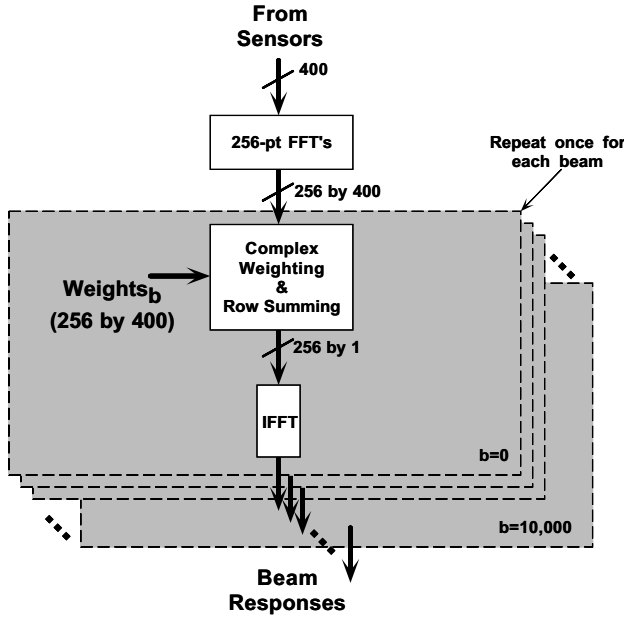 From
Sensors
400
256-pt FFT's
Repeat once for
each beam
256 by 400
Complex
Weighting
&
Row Summing
Weightsb
(256 by 400)
256 by 1
IFFT
b=0
b=10,000
Beam
Responses